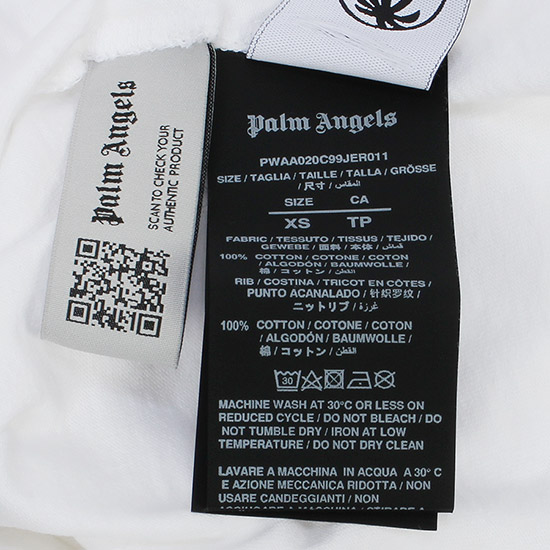 Palm Angels
SCAN TO CHECK YOUR
AUTHENTIC PRODUCT
Palm Angels
PWAA020C99JER011
SIZE / TAGLIA / TAILLE / TALLA / GRÖSSE
/ 尺寸 / المقاس
SIZE CA
XS TP
FABRIC / TESSUTO / TISSUS / TEJIDO /
GEWEBE / 面料 / 本体 / قماش
100% COTTON / COTONE / COTON
/ ALGODÓN / BAUMWOLLE /
棉 / コットン / القطن
RIB / COSTINA / TRICOT EN CÔTES /
PUNTO ACANALADO / 针织罗纹 /
ニットリブ / غرزة
100% COTTON / COTONE / COTON
/ ALGODÓN / BAUMWOLLE /
棉 / コットン / القطن
30
MACHINE WASH AT 30°C OR LESS ON
REDUCED CYCLE / DO NOT BLEACH / DO
NOT TUMBLE DRY / IRON AT LOW
TEMPERATURE / DO NOT DRY CLEAN
LAVARE A MACCHINA IN ACQUA A 30°C
E AZIONE MECCANICA RIDOTTA / NON
USARE CANDEGGIANTI / NON
ASCIUGARE A MACCHINA / STIRARE